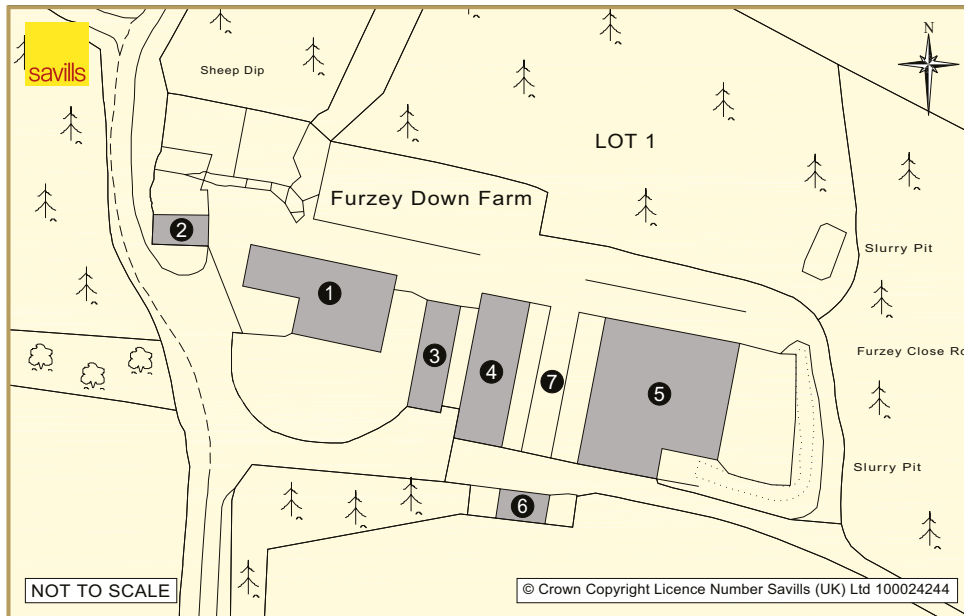 savills
Sheep Dip
N
LOT 1
Furzey Down Farm
2
Slurry Pit
1
3
4
7
5
Furzey Close Ro
Slurry Pit
6
NOT TO SCALE
© Crown Copyright Licence Number Savills (UK) Ltd 100024244